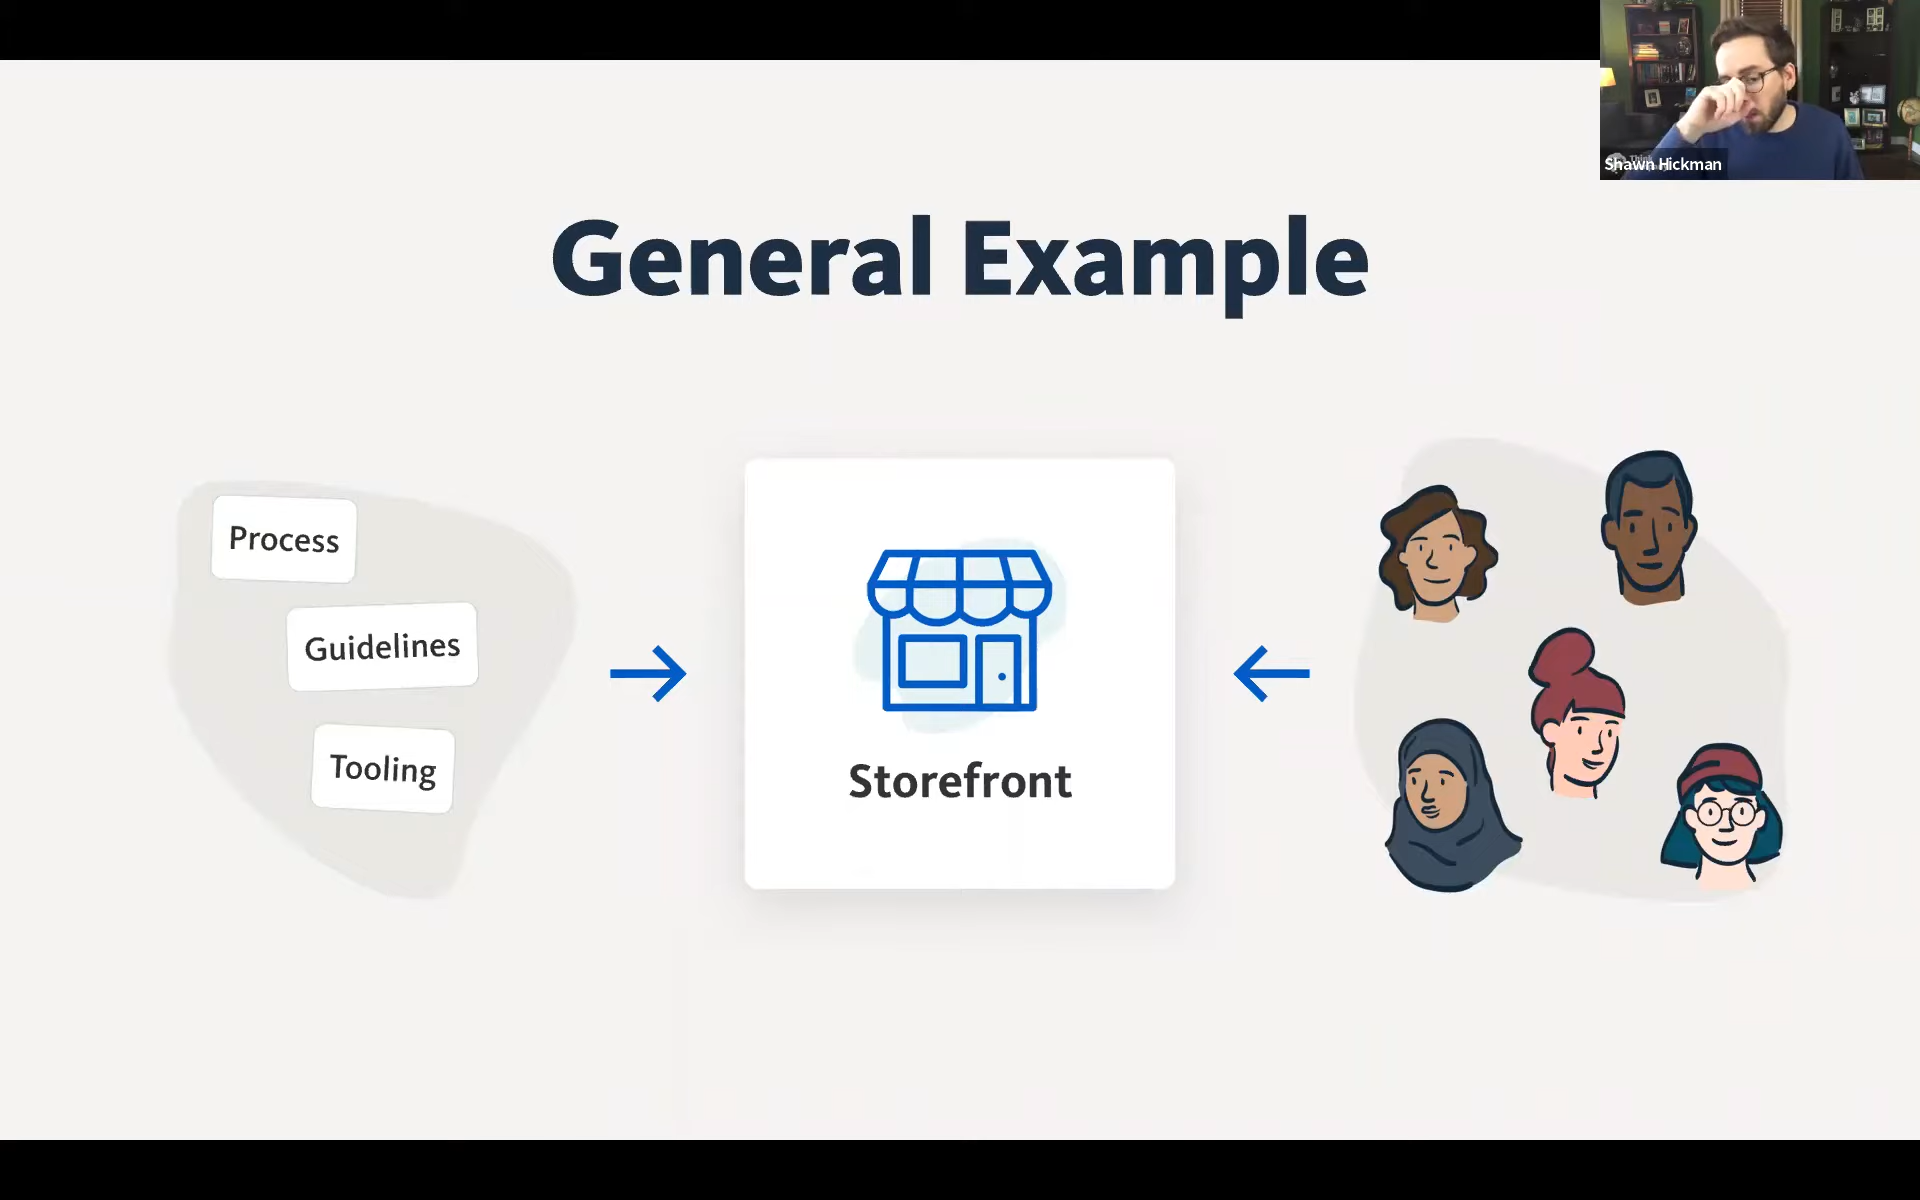 General Example
Process
Guidelines
Tooling
Storefront
Shawn Hickman